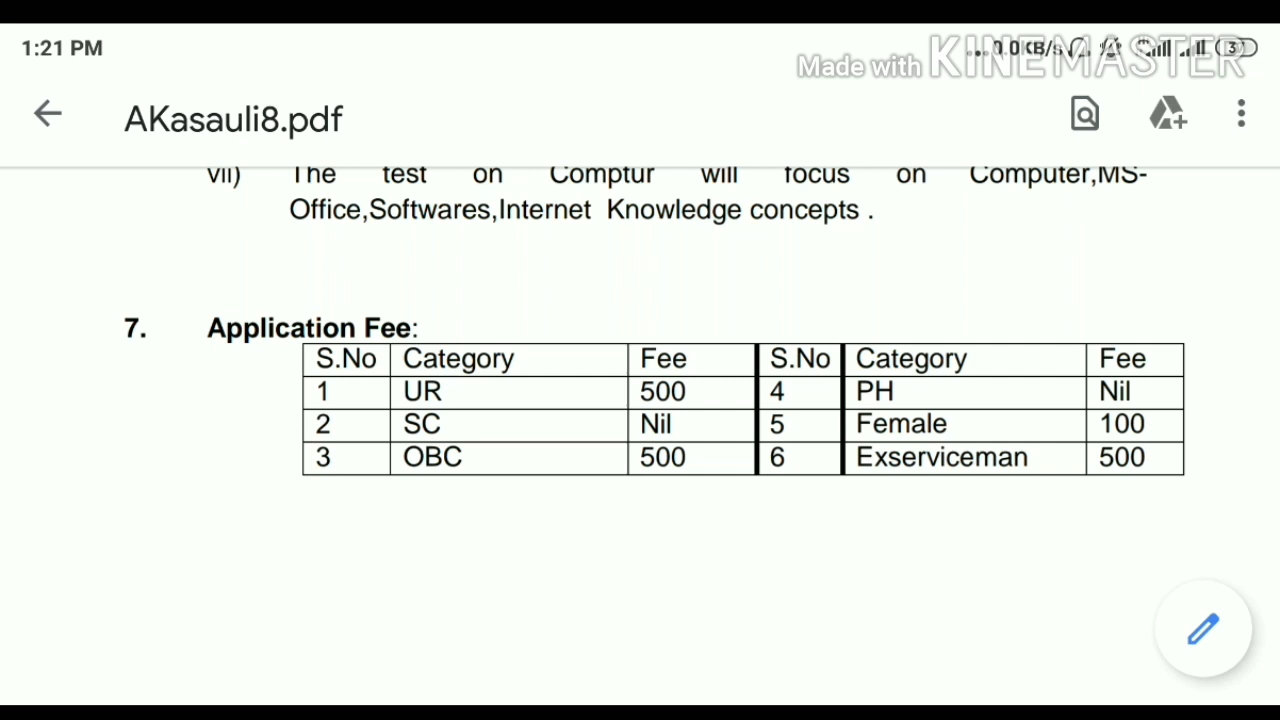 1:21 PM
...0.0KB/s
Made with KINEMASTER
AKasauli8.pdf
vii) The test on Comptur will focus on Computer,MS-
Office,Softwares,Internet Knowledge concepts .
7. Application Fee:
S.No Category Fee S.No Category Fee
1 UR 500 4 PH Nil
2 SC Nil 5 Female 100
3 OBC 500 6 Exserviceman 500